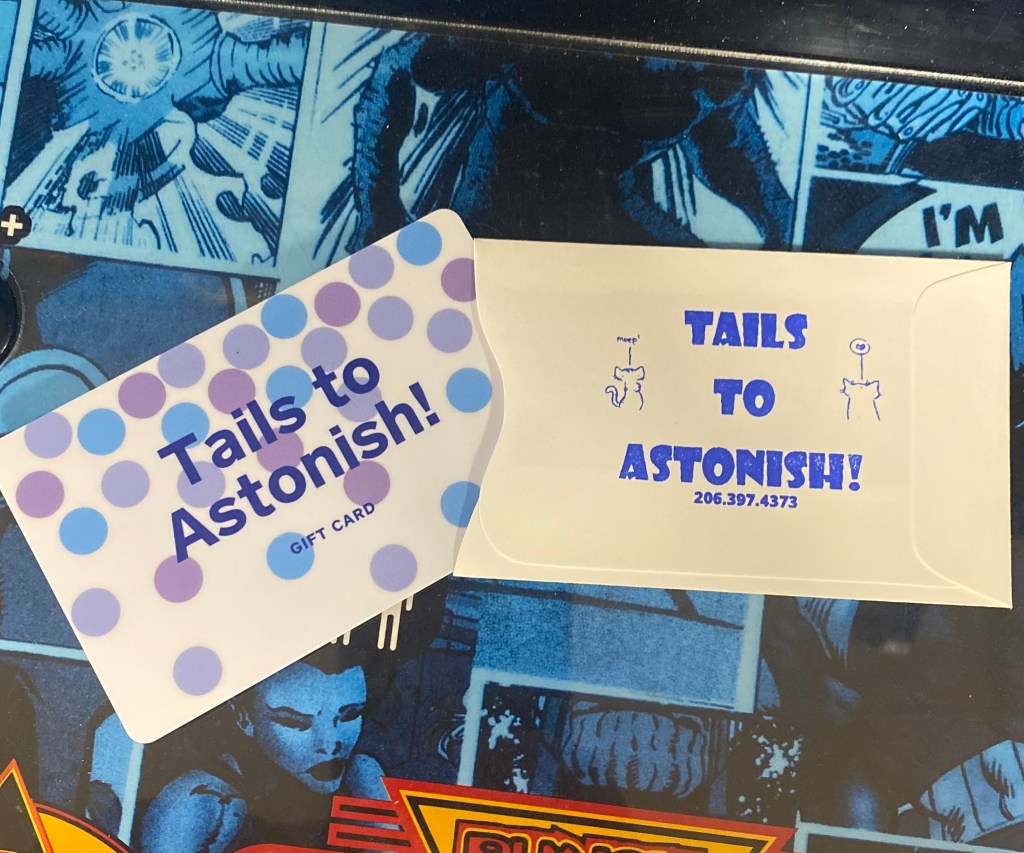 I'M
Tails to
Astonish!
GIFT CARD
meep!
TAILS
TO
ASTONISH!
206.397.4373